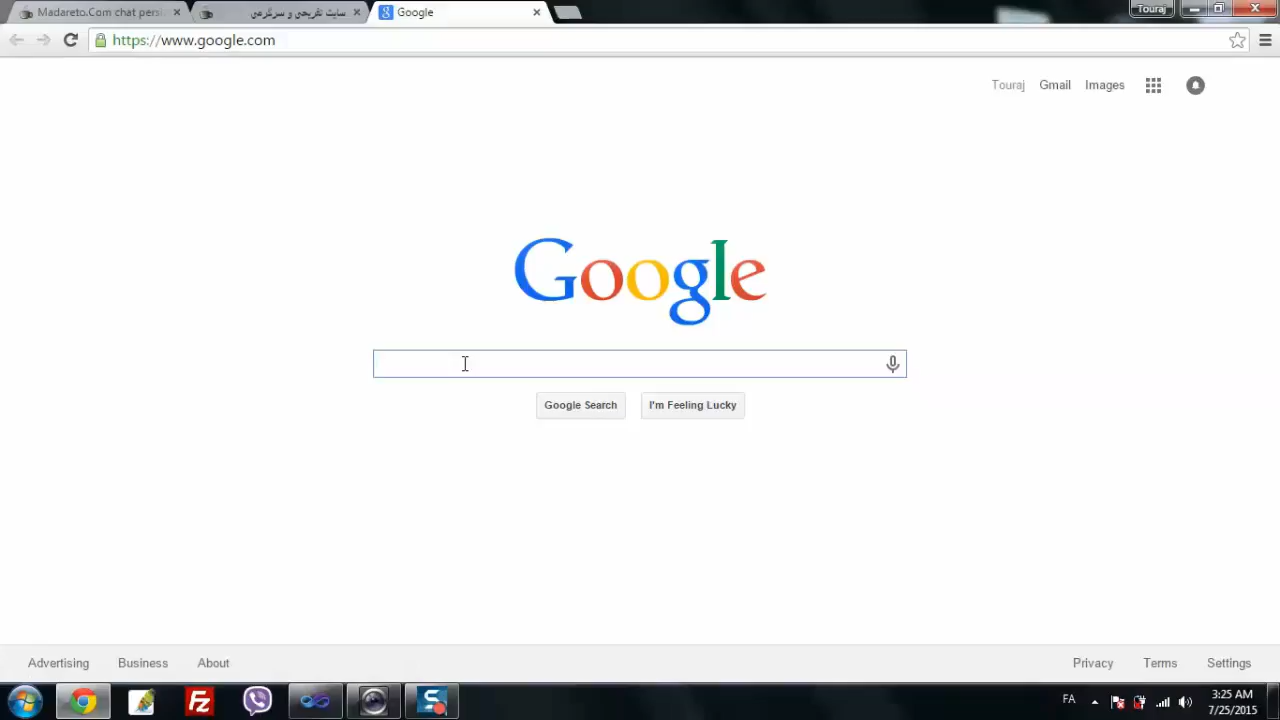 Madareto.Com chat persi
سایت تفریحی و سرگرمی
Google
Touraj
https://www.google.com
Touraj Gmail Images
Google
Google Search I'm Feeling Lucky
Advertising Business About Privacy Terms Settings
FA
3:25 AM
7/25/2015